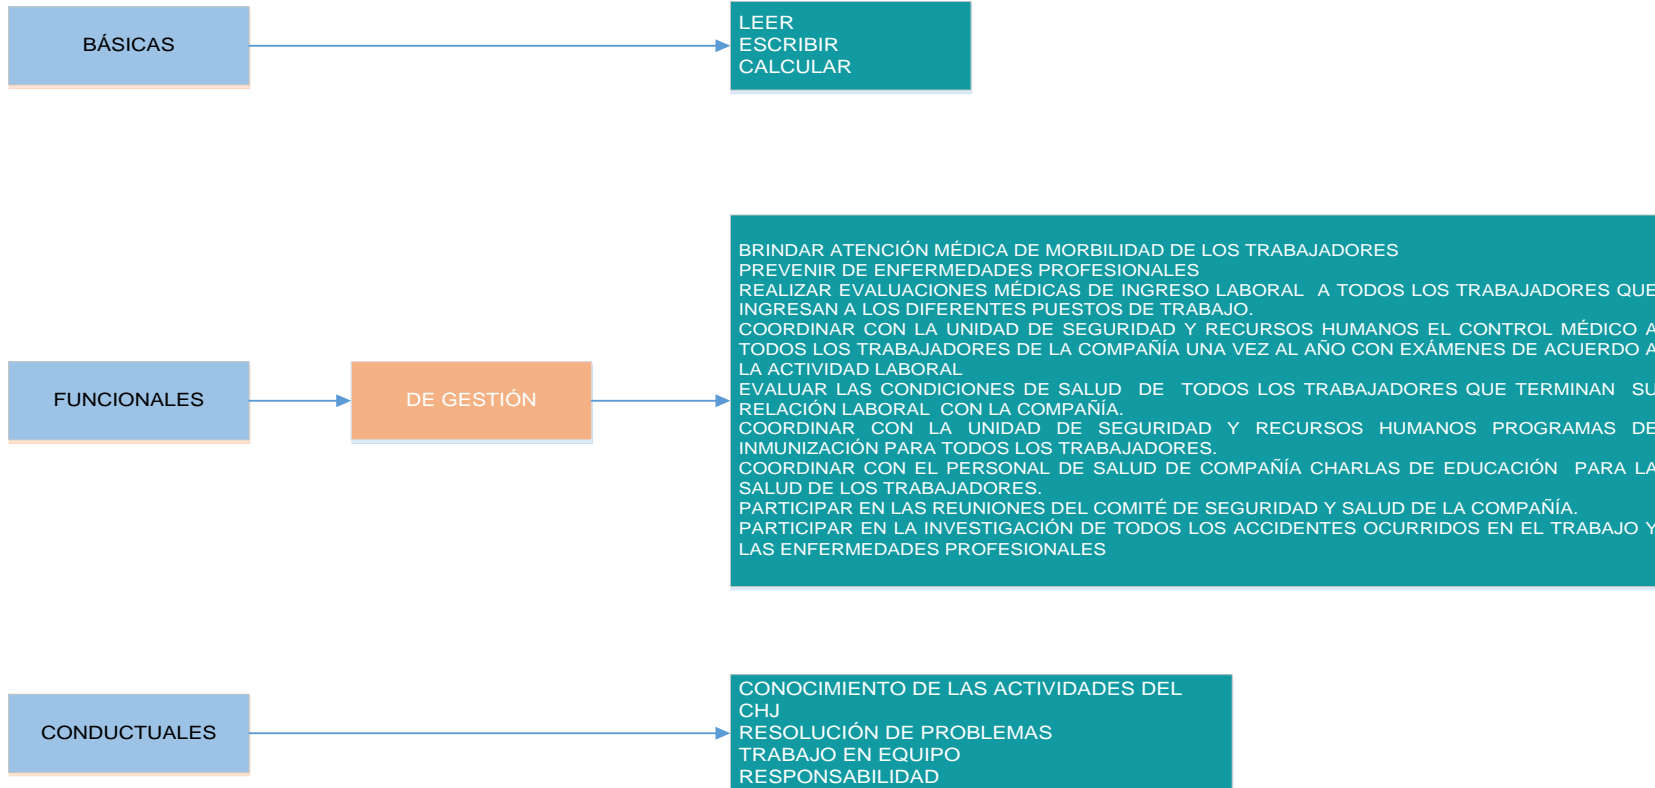 BÁSICAS
LEER
ESCRIBIR
CALCULAR
FUNCIONALES
DE GESTIÓN
BRINDAR ATENCIÓN MÉDICA DE MORBILIDAD DE LOS TRABAJADORES
PREVENIR DE ENFERMEDADES PROFESIONALES
REALIZAR EVALUACIONES MÉDICAS DE INGRESO LABORAL A TODOS LOS TRABAJADORES QUE
INGRESAN A LOS DIFERENTES PUESTOS DE TRABAJO.
COORDINAR CON LA UNIDAD DE SEGURIDAD Y RECURSOS HUMANOS EL CONTROL MÉDICO A
TODOS LOS TRABAJADORES DE LA COMPAÑÍA UNA VEZ AL AÑO CON EXÁMENES DE ACUERDO A
LA ACTIVIDAD LABORAL
EVALUAR LAS CONDICIONES DE SALUD DE TODOS LOS TRABAJADORES QUE TERMINAN SU
RELACIÓN LABORAL CON LA COMPAÑÍA.
COORDINAR CON LA UNIDAD DE SEGURIDAD Y RECURSOS HUMANOS PROGRAMAS DE
INMUNIZACIÓN PARA TODOS LOS TRABAJADORES.
COORDINAR CON EL PERSONAL DE SALUD DE COMPAÑÍA CHARLAS DE EDUCACIÓN PARA LA
SALUD DE LOS TRABAJADORES.
PARTICIPAR EN LAS REUNIONES DEL COMITÉ DE SEGURIDAD Y SALUD DE LA COMPAÑÍA.
PARTICIPAR EN LA INVESTIGACIÓN DE TODOS LOS ACCIDENTES OCURRIDOS EN EL TRABAJO Y
LAS ENFERMEDADES PROFESIONALES
CONDUCTUALES
CONOCIMIENTO DE LAS ACTIVIDADES DEL
CHJ
RESOLUCIÓN DE PROBLEMAS
TRABAJO EN EQUIPO
RESPONSABILIDAD